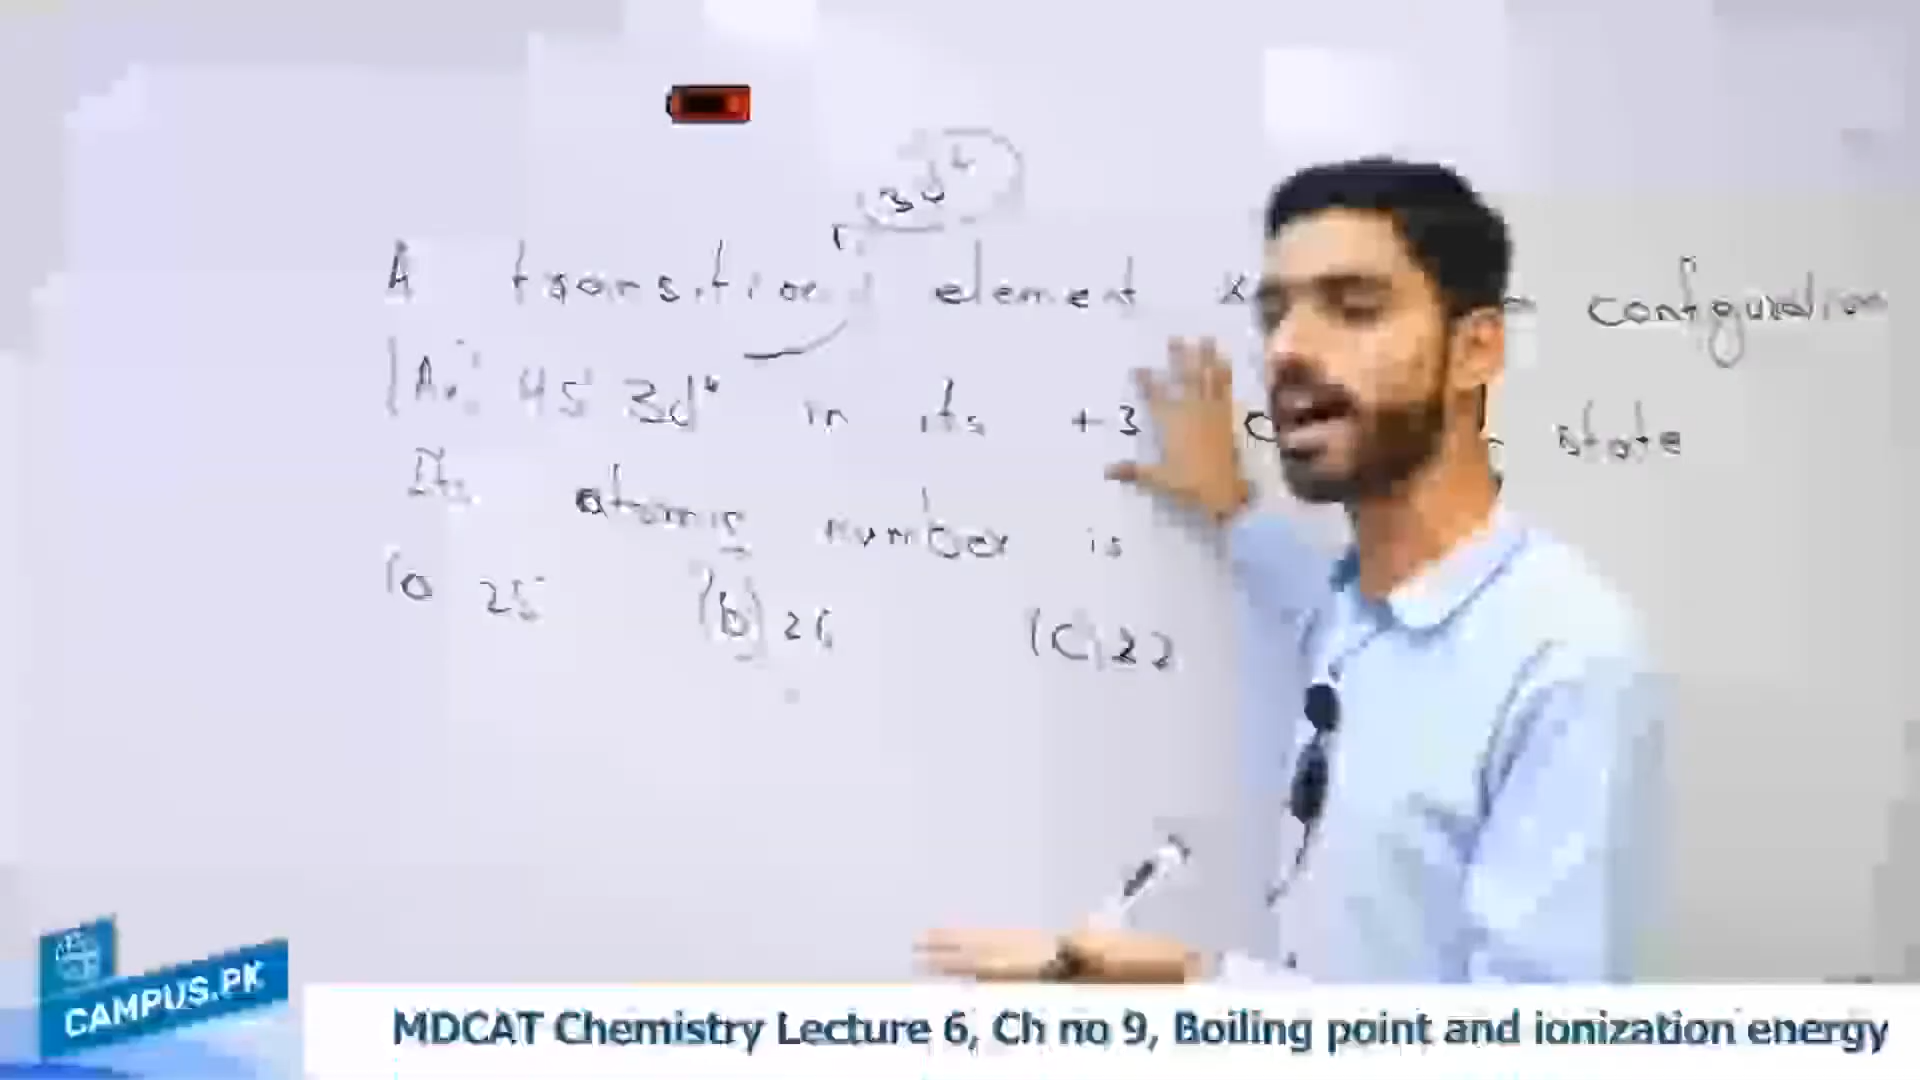 3d
A transition element X configuration
[Ar] 4s 3d⁴ in its +3 state
Its atomic number is
(a 25 (b) 26 (C) 22
CAMPUS.PK
MDCAT Chemistry Lecture 6, Ch no 9, Boiling point and ionization energy